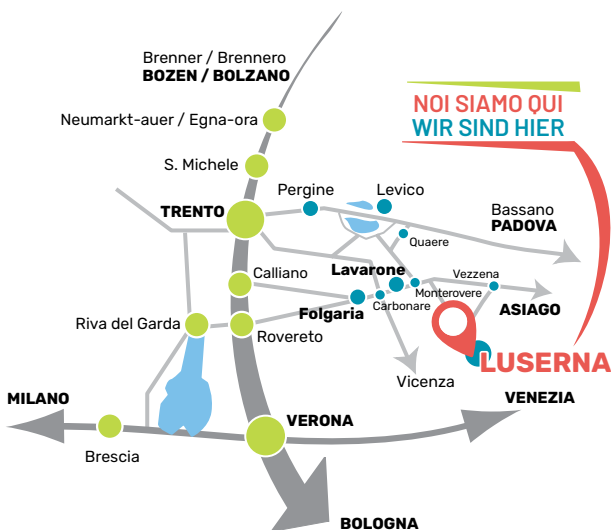 Brenner / Brennero
BOZEN / BOLZANO
NOI SIAMO QUI
WIR SIND HIER
Neumarkt-auer / Egna-ora
S. Michele
Pergine
Levico
TRENTO
Bassano
PADOVA
Quaere
Calliano
Lavarone
Vezzena
Monterovere
Carbonare
ASIAGO
Folgaria
Riva del Garda
Rovereto
LUSERNA
Vicenza
MILANO
VENEZIA
VERONA
Brescia
BOLOGNA